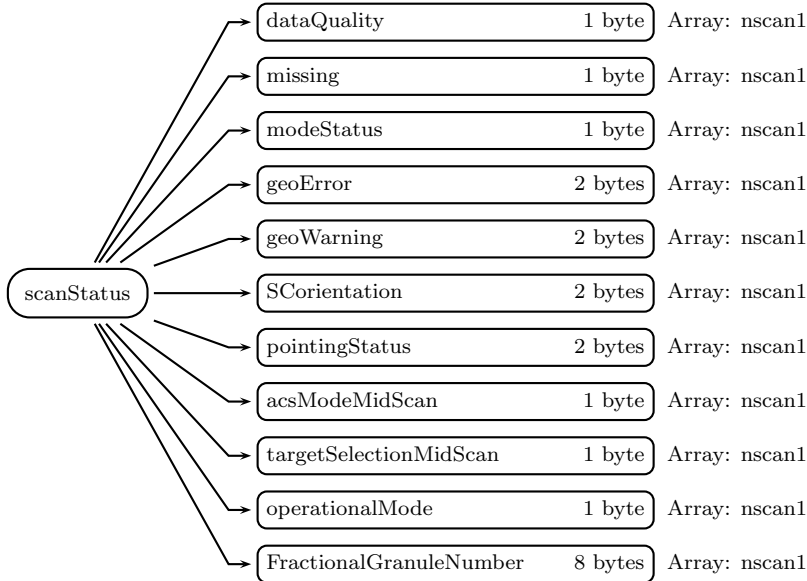 dataQuality 1 byte Array: nscan1
missing 1 byte Array: nscan1
modeStatus 1 byte Array: nscan1
geoError 2 bytes Array: nscan1
geoWarning 2 bytes Array: nscan1
scanStatus SCorientation 2 bytes Array: nscan1
pointingStatus 2 bytes Array: nscan1
acsModeMidScan 1 byte Array: nscan1
targetSelectionMidScan 1 byte Array: nscan1
operationalMode 1 byte Array: nscan1
FractionalGranuleNumber 8 bytes Array: nscan1